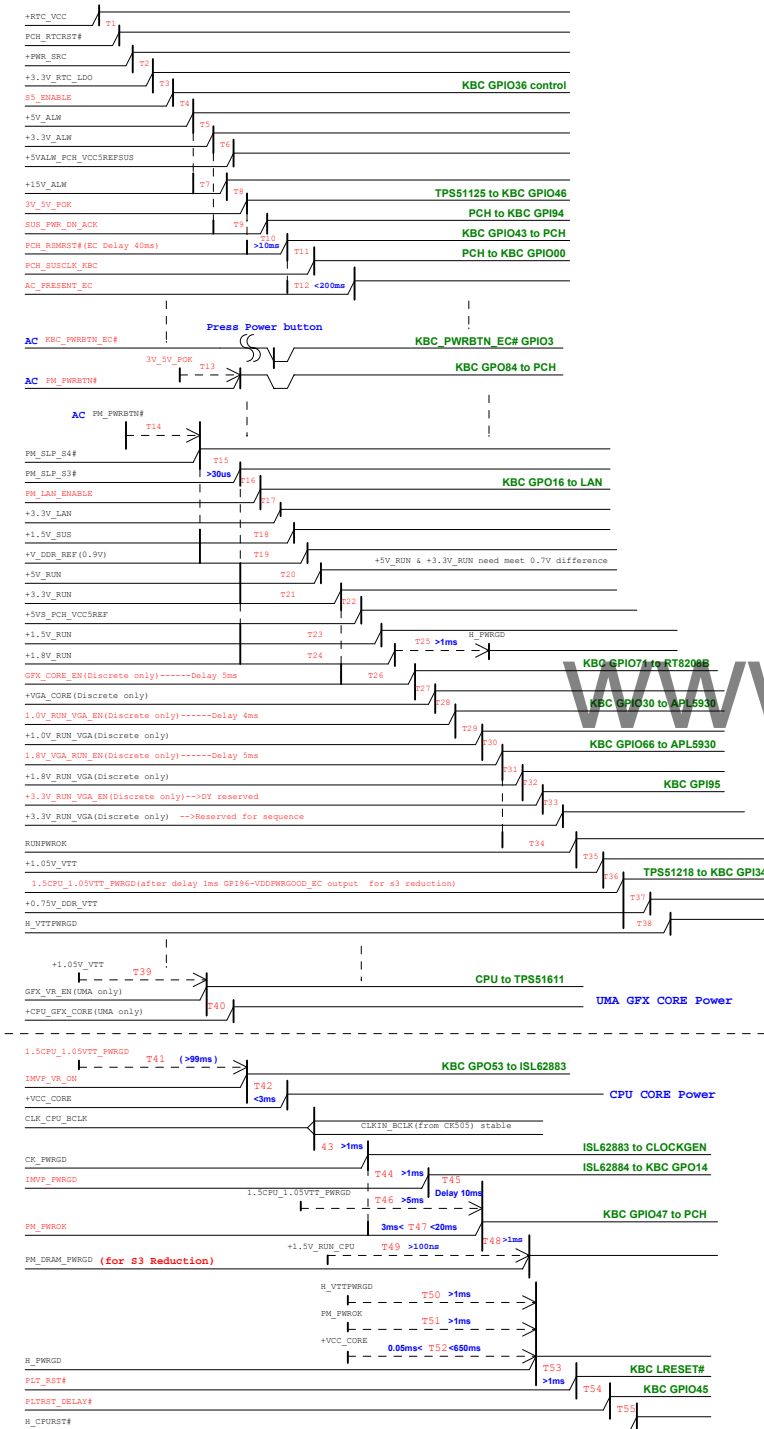 +RTC_VCC
T1
PCH_RTCRST#
+PWR_SRC
T2
+3.3V_RTC_LDO
T3
KBC GPIO36 control
S5_ENABLE
T4
+5V_ALW
T5
+3.3V_ALW
T6
+5VALW_PCH_VCC5REFSUS
+15V_ALW
T7
T8
TPS51125 to KBC GPIO46
3V_5V_POK
PCH to KBC GPI94
SUS_PWR_DN_ACK
T9
T10
KBC GPIO43 to PCH
PCH_RSMRST#(EC Delay 40ms)
>10ms
T11
PCH to KBC GPIO00
PCH_SUSCLK_KBC
AC_PRESENT_EC
T12 <200ms
Press Power button
AC KBC_PWRBTN_EC#
KBC_PWRBTN_EC# GPIO3
3V_5V_POK
T13
KBC GPO84 to PCH
AC PM_PWRBTN#
AC PM_PWRBTN#
T14
PM_SLP_S4#
T15
PM_SLP_S3#
>30us
T16
KBC GPO16 to LAN
PM_LAN_ENABLE
T17
+3.3V_LAN
+1.5V_SUS
T18
+V_DDR_REF(0.9V)
T19
+5V_RUN & +3.3V_RUN need meet 0.7V difference
+5V_RUN
T20
+3.3V_RUN
T21
T22
+5VS_PCH_VCC5REF
+1.5V_RUN
T23
T25 >1ms
H_PWRGD
+1.8V_RUN
T24
KBC GPIO71 to RT8208B
GFX_CORE_EN(Discrete only)------Delay 5ms
T26
+VGA_CORE(Discrete only)
T27
T28
KBC GPIO30 to APL5930
WWV
1.0V_RUN_VGA_EN(Discrete only)------Delay 4ms
T29
+1.0V_RUN_VGA(Discrete only)
T30
KBC GPIO66 to APL5930
1.8V_VGA_RUN_EN(Discrete only)------Delay 5ms
T31
+1.8V_RUN_VGA(Discrete only)
T32
KBC GPI95
+3.3V_RUN_VGA_EN(Discrete only)-->DY reserved
T33
+3.3V_RUN_VGA(Discrete only) -->Reserved for sequence
RUNPWROK
T34
T35
+1.05V_VTT
T36
TPS51218 to KBC GPI34
1.5CPU_1.05VTT_PWRGD(after delay 1ms GPI96-VDDPWRGOOD_EC output for s3 reduction)
T37
+0.75V_DDR_VTT
T38
H_VTTPWRGD
+1.05V_VTT
T39
CPU to TPS51611
GFX_VR_EN(UMA only)
T40
UMA GFX CORE Power
+CPU_GFX_CORE(UMA only)
1.5CPU_1.05VTT_PWRGD
T41 (>99ms)
KBC GPO53 to ISL62883
IMVP_VR_ON
T42
<3ms
+VCC_CORE
CPU CORE Power
CLK_CPU_BCLK
CLKIN_BCLK(from CK505) stable
43 >1ms
ISL62883 to CLOCKGEN
CK_PWRGD
T44 >1ms
ISL62884 to KBC GPO14
IMVP_PWRGD
T45
Delay 10ms
1.5CPU_1.05VTT_PWRGD
T46 >5ms
KBC GPIO47 to PCH
PM_PWROK
3ms< T47 <20ms
T48 >1ms
+1.5V_RUN_CPU
T49 >100ns
PM_DRAM_PWRGD (for S3 Reduction)
H_VTTPWRGD
T50 >1ms
PM_PWROK
T51 >1ms
+VCC_CORE
0.05ms< T52 <650ms
H_PWRGD
T53
>1ms
KBC LRESET#
PLT_RST#
T54
KBC GPIO45
PLTRST_DELAY#
T55
H_CPURST#